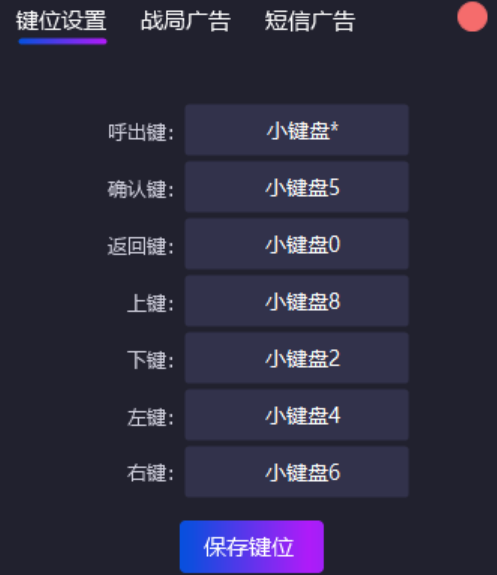 键位设置 战局广告 短信广告
呼出键: 小键盘*
确认键: 小键盘5
返回键: 小键盘0
上键: 小键盘8
下键: 小键盘2
左键: 小键盘4
右键: 小键盘6
保存键位